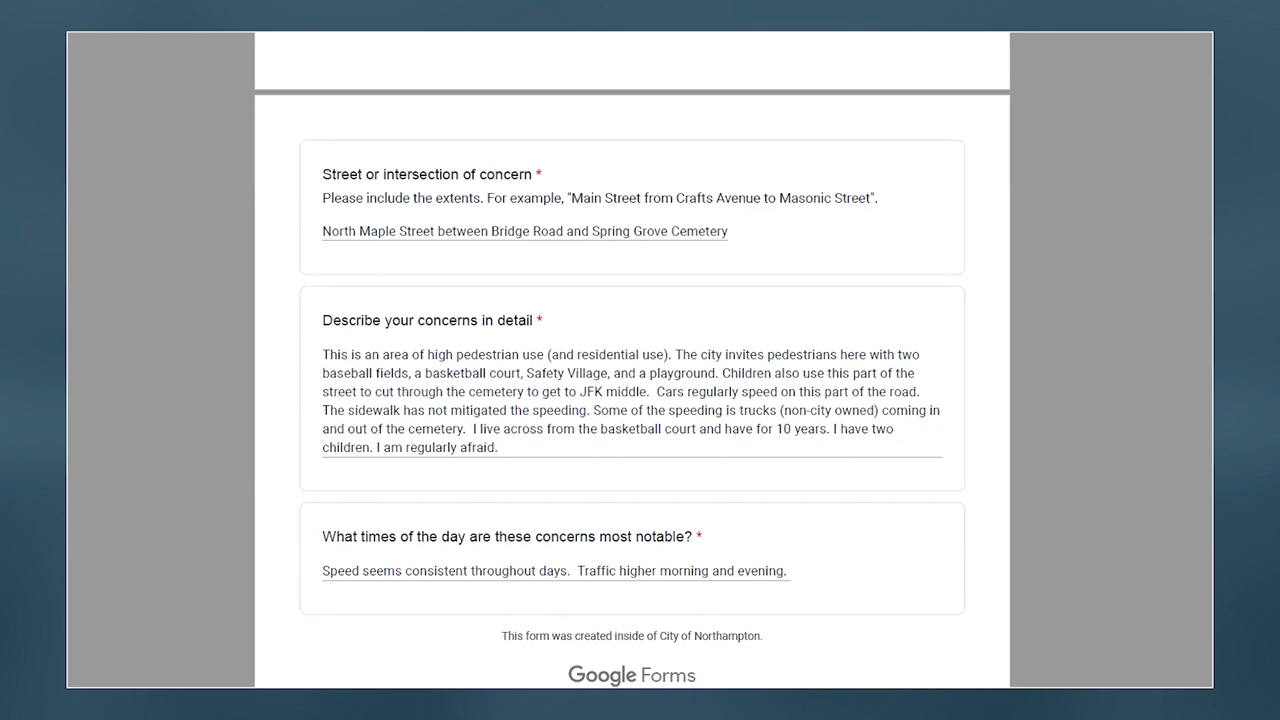 Street or intersection of concern *
Please include the extents. For example, "Main Street from Crafts Avenue to Masonic Street".
North Maple Street between Bridge Road and Spring Grove Cemetery
Describe your concerns in detail *
This is an area of high pedestrian use (and residential use). The city invites pedestrians here with two
baseball fields, a basketball court, Safety Village, and a playground. Children also use this part of the
street to cut through the cemetery to get to JFK middle.  Cars regularly speed on this part of the road.
The sidewalk has not mitigated the speeding. Some of the speeding is trucks (non-city owned) coming in
and out of the cemetery.  I live across from the basketball court and have for 10 years. I have two
children. I am regularly afraid.
What times of the day are these concerns most notable? *
Speed seems consistent throughout days.  Traffic higher morning and evening.
This form was created inside of City of Northampton.
Google Forms